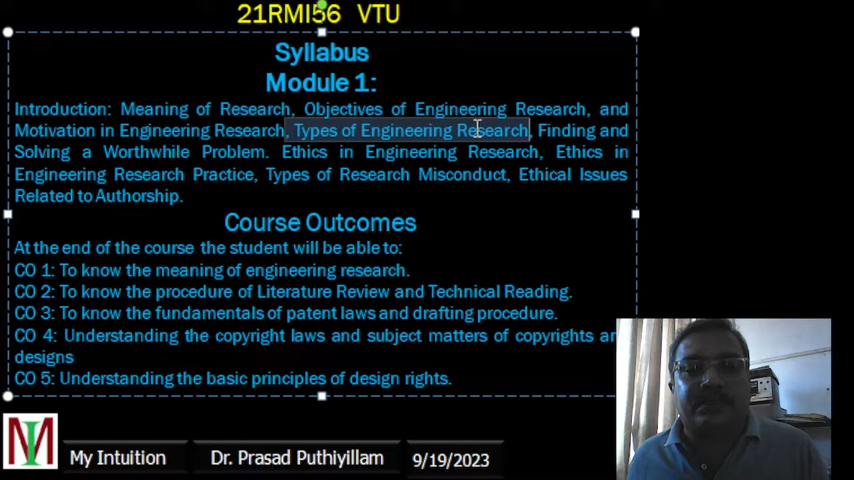 21RMI56 VTU
Syllabus
Module 1:
Introduction: Meaning of Research, Objectives of Engineering Research, and
Motivation in Engineering Research, Types of Engineering Research, Finding and
Solving a Worthwhile Problem. Ethics in Engineering Research, Ethics in
Engineering Research Practice, Types of Research Misconduct, Ethical Issues
Related to Authorship.
Course Outcomes
At the end of the course the student will be able to:
CO 1: To know the meaning of engineering research.
CO 2: To know the procedure of Literature Review and Technical Reading.
CO 3: To know the fundamentals of patent laws and drafting procedure.
CO 4: Understanding the copyright laws and subject matters of copyrights an
designs
CO 5: Understanding the basic principles of design rights.
MI
My Intuition
Dr. Prasad Puthiyillam
9/19/2023